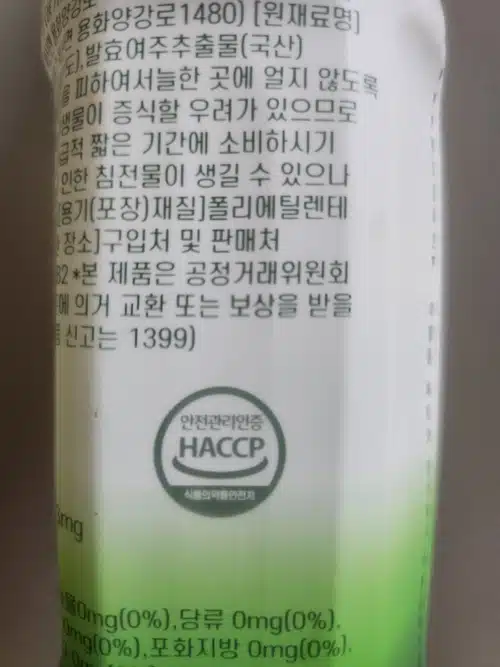 용화양강로1480) [원재료명]
,발효여주추출물(국산)
피하여서늘한 곳에 얼지 않도록
생물이 증식할 우려가 있으므로
급적 짧은 기간에 소비하시기
인한 침전물이 생길 수 있으나
[용기(포장)재질]폴리에틸렌테
장소]구입처 및 판매처
82 *본 제품은 공정거래위원회
에 의거 교환 또는 보상을 받을
신고는 1399)
안전관리인증
HACCP
식품의약품안전처
mg
0mg(0%),당류 0mg(0%).
0mg(0%),포화지방 0mg(0%).